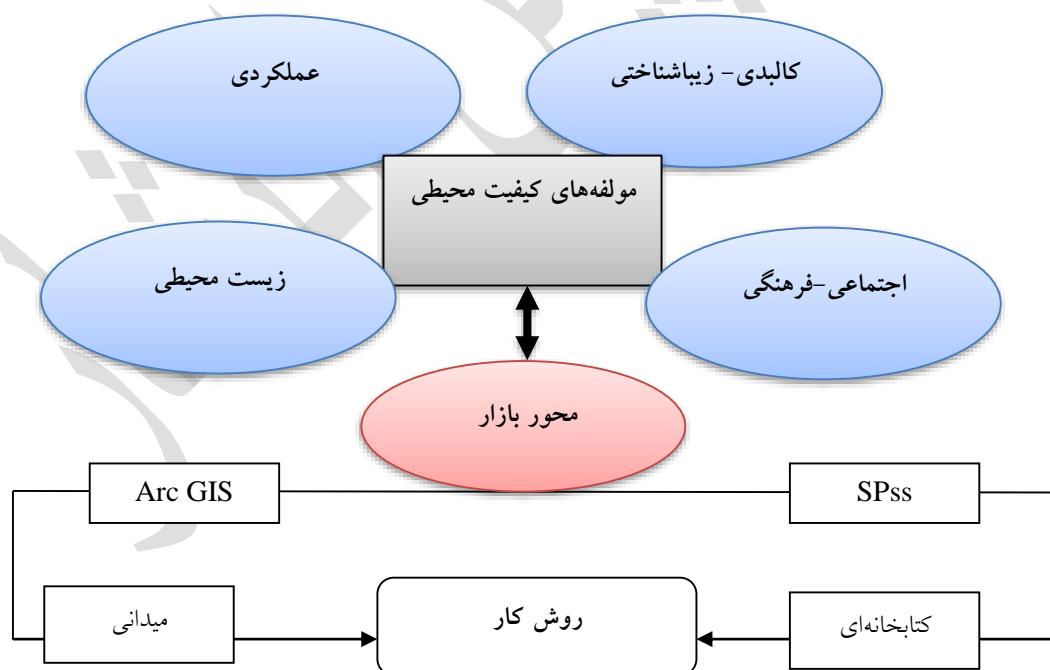 کالبدی- زیباشناختی
عملکردی
مولفه‌های کیفیت محیطی
اجتماعی-فرهنگی
زیست محیطی
محور بازار
SPss
Arc GIS
کتابخانه‌ای
روش کار
میدانی